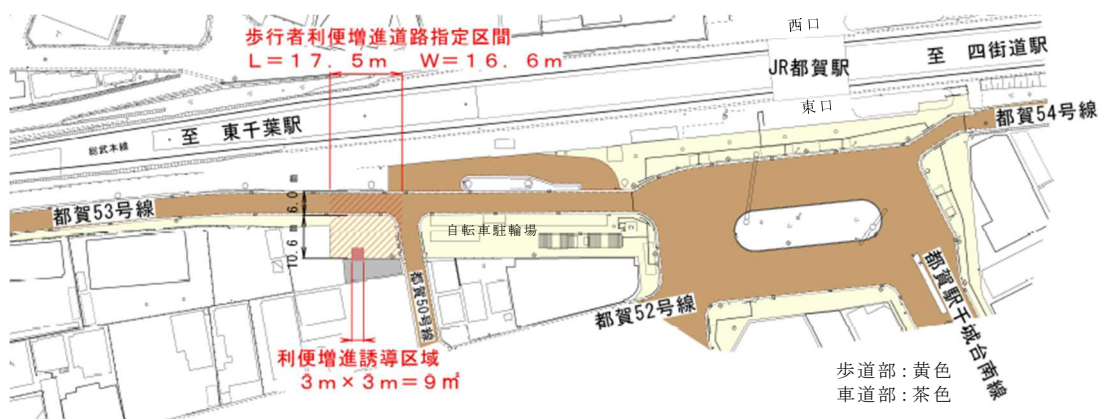 歩行者利便増進道路指定区間
L=17．5m　W=16．6m
西口
JR都賀駅
至　四街道駅
東口
都賀54号線
至　東千葉駅
総武本線
6.0 m
都賀53号線
自転車駐輪場
10.6 m
都賀50号線
都賀52号線
都賀駅千城台南線
利便増進誘導区域
3m×3m=9㎡
歩道部:黄色
車道部:茶色